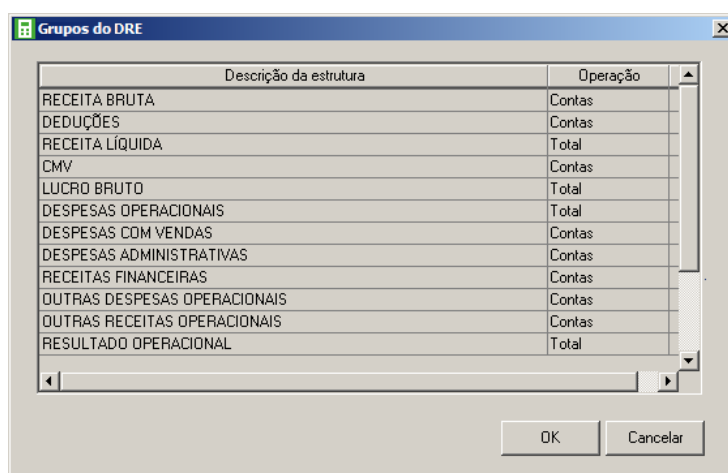 Grupos do DRE
Descrição da estrutura Operação
RECEITA BRUTA Contas
DEDUÇÕES Contas
RECEITA LÍQUIDA Total
CMV Contas
LUCRO BRUTO Total
DESPESAS OPERACIONAIS Total
DESPESAS COM VENDAS Contas
DESPESAS ADMINISTRATIVAS Contas
RECEITAS FINANCEIRAS Contas
OUTRAS DESPESAS OPERACIONAIS Contas
OUTRAS RECEITAS OPERACIONAIS Contas
RESULTADO OPERACIONAL Total
OK Cancelar